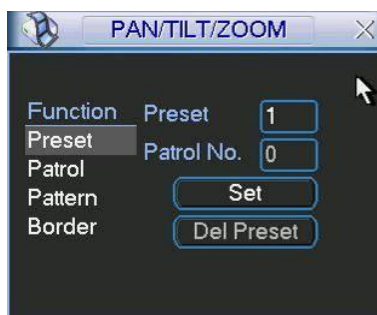 PAN/TILT/ZOOM
Function
Preset
Patrol
Pattern
Border
Preset 1
Patrol No. 0
Set
Del Preset